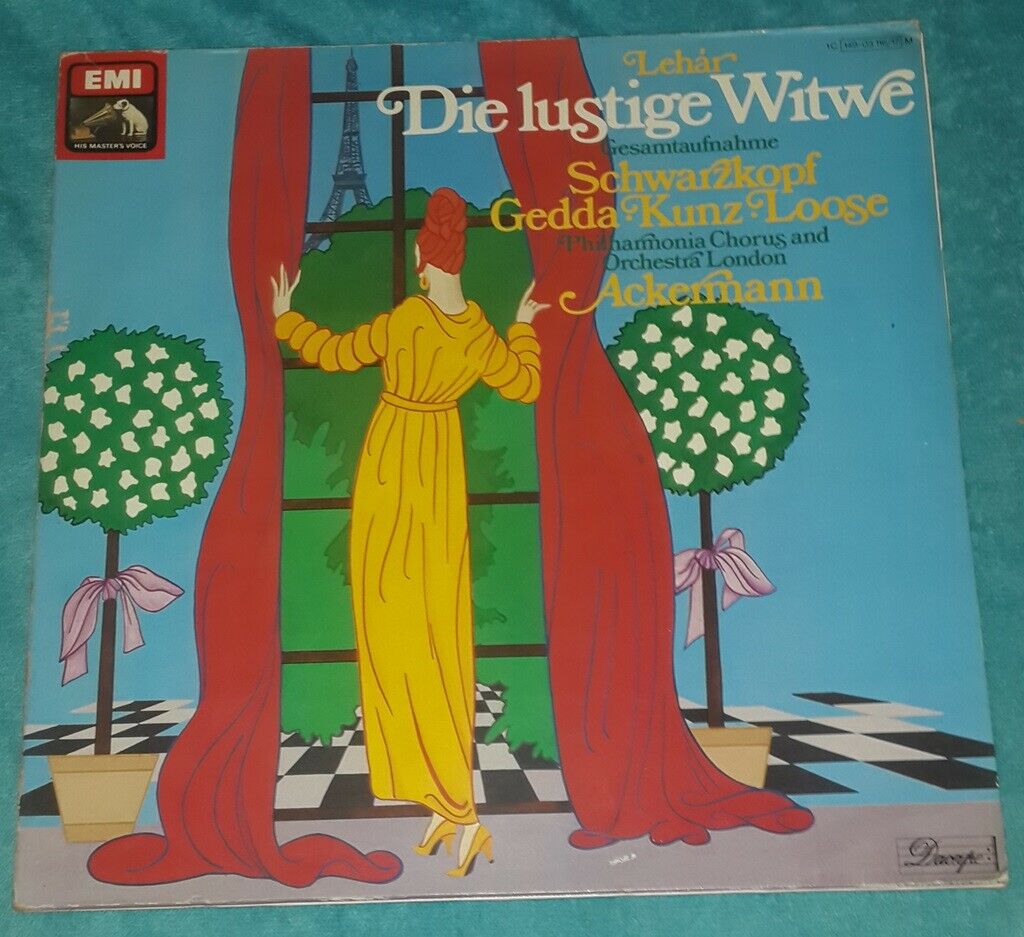 EMI
HIS MASTER'S VOICE
Lehár
Die lustige Witwe
Gesamtaufnahme
Schwarzkopf
Gedda·Kunz·Loose
Philharmonia Chorus and
Orchestra London
Ackermann
Dacapo